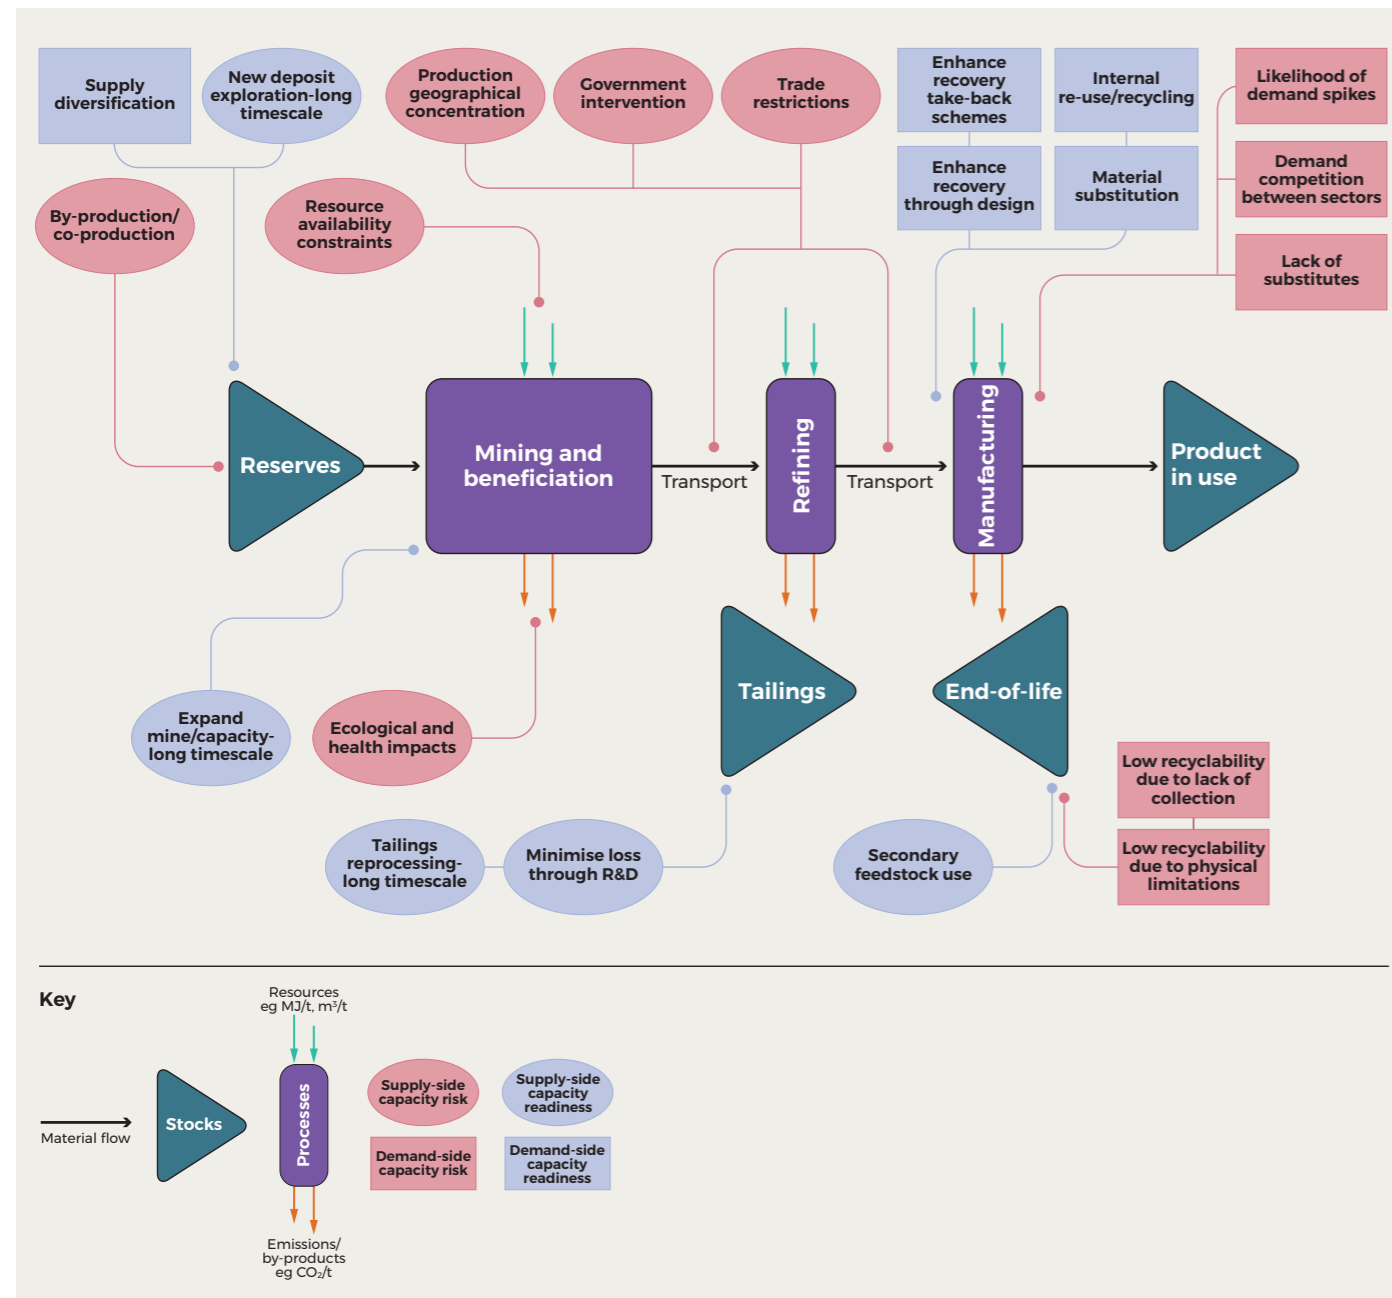 Supply
diversification
New deposit
exploration-long
timescale
Production
geographical
concentration
Government
intervention
Trade
restrictions
Enhance
recovery
take-back
schemes
Internal
re-use/recycling
Likelihood of
demand spikes
By-production/
co-production
Resource
availability
constraints
Enhance
recovery
through design
Material
substitution
Demand
competition
between sectors
Lack of
substitutes
Reserves
Mining and
beneficiation
Transport
Refining
Transport
Manufacturing
Product
in use
Expand
mine/capacity-
long timescale
Ecological and
health impacts
Tailings
End-of-life
Tailings
reprocessing-
long timescale
Minimise loss
through R&D
Secondary
feedstock use
Low recyclability
due to lack of
collection
Low recyclability
due to physical
limitations
Key
Material flow
Stocks
Resources
eg MJ/t, m³/t
Processes
Emissions/
by-products
eg CO₂/t
Supply-side
capacity risk
Supply-side
capacity
readiness
Demand-side
capacity risk
Demand-side
capacity
readiness